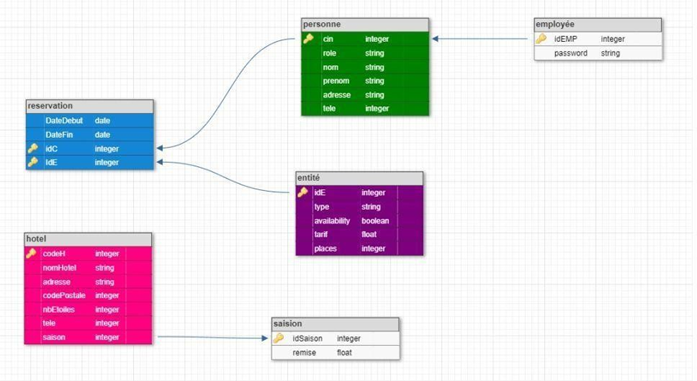 personne
cin integer
role string
nom string
prenom string
adresse string
tele integer
employée
idEMP integer
password string
reservation
DateDebut date
DateFin date
idC integer
IdE integer
entité
idE integer
type string
availability boolean
tarif float
places integer
hotel
codeH integer
nomHotel string
adresse string
codePostale integer
nbEtoiles integer
tele integer
saison integer
saision
idSaison integer
remise float